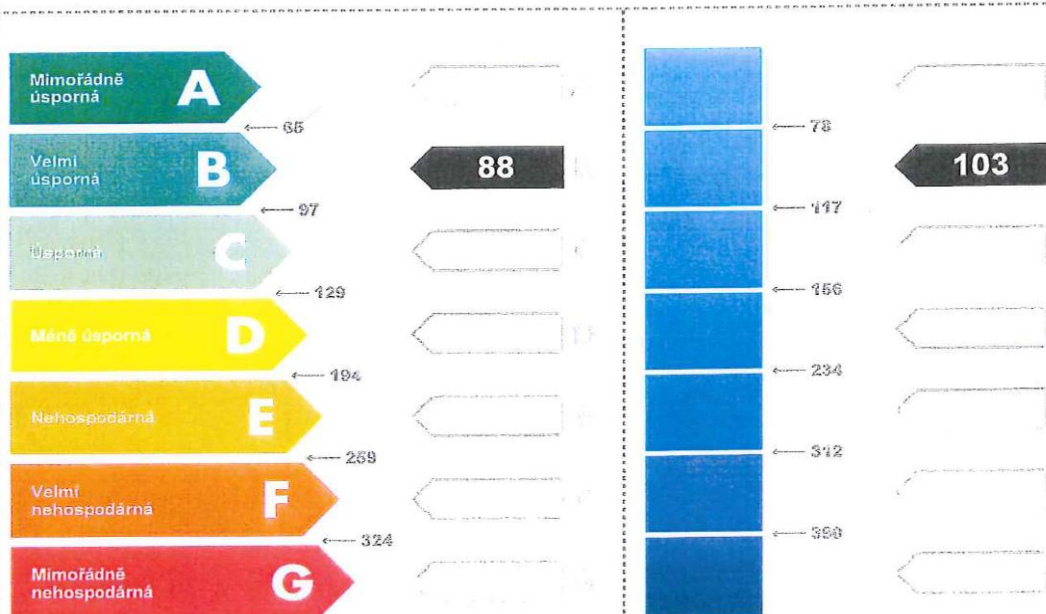 Mimořádně
úsporná
A
65
78
Velmi
úsporná
B
88
103
97
117
Úsporná
C
129
156
Méně úsporná
D
194
234
Nehospodárná
E
259
312
Velmi
nehospodárná
F
324
390
Mimořádně
nehospodárná
G